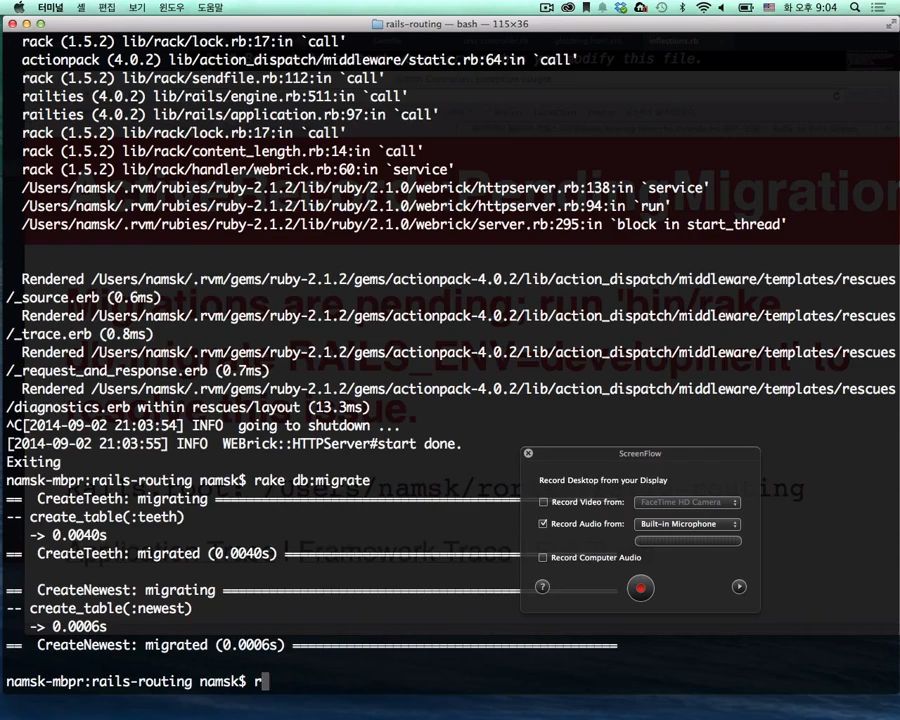 터미널 셸 편집 보기 윈도우 도움말 화 오후 9:04
rails-routing — bash — 115×36
rack (1.5.2) lib/rack/lock.rb:17:in `call'
actionpack (4.0.2) lib/action_dispatch/middleware/static.rb:64:in `call'
rack (1.5.2) lib/rack/sendfile.rb:112:in `call'
railties (4.0.2) lib/rails/engine.rb:511:in `call'
railties (4.0.2) lib/rails/application.rb:97:in `call'
rack (1.5.2) lib/rack/lock.rb:17:in `call'
rack (1.5.2) lib/rack/content_length.rb:14:in `call'
rack (1.5.2) lib/rack/handler/webrick.rb:60:in `service'
/Users/namsk/.rvm/rubies/ruby-2.1.2/lib/ruby/2.1.0/webrick/httpserver.rb:138:in `service'
/Users/namsk/.rvm/rubies/ruby-2.1.2/lib/ruby/2.1.0/webrick/httpserver.rb:94:in `run'
/Users/namsk/.rvm/rubies/ruby-2.1.2/lib/ruby/2.1.0/webrick/server.rb:295:in `block in start_thread'
Rendered /Users/namsk/.rvm/gems/ruby-2.1.2/gems/actionpack-4.0.2/lib/action_dispatch/middleware/templates/rescues
/_source.erb (0.6ms)
Rendered /Users/namsk/.rvm/gems/ruby-2.1.2/gems/actionpack-4.0.2/lib/action_dispatch/middleware/templates/rescues
/_trace.erb (0.8ms)
Rendered /Users/namsk/.rvm/gems/ruby-2.1.2/gems/actionpack-4.0.2/lib/action_dispatch/middleware/templates/rescues
/_request_and_response.erb (0.7ms)
Rendered /Users/namsk/.rvm/gems/ruby-2.1.2/gems/actionpack-4.0.2/lib/action_dispatch/middleware/templates/rescues
/diagnostics.erb within rescues/layout (13.3ms)
^C[2014-09-02 21:03:54] INFO  going to shutdown ...
[2014-09-02 21:03:55] INFO  WEBrick::HTTPServer#start done.
Exiting
namsk-mbpr:rails-routing namsk$ rake db:migrate
==  CreateTeeth: migrating ====================================================
-- create_table(:teeth)
-> 0.0040s
==  CreateTeeth: migrated (0.0040s) ===========================================
==  CreateNewest: migrating ===================================================
-- create_table(:newest)
-> 0.0006s
==  CreateNewest: migrated (0.0006s) ==========================================
namsk-mbpr:rails-routing namsk$ r
ScreenFlow
Record Desktop from your Display
Record Video from: FaceTime HD Camera
Record Audio from: Built-in Microphone
Record Computer Audio
?
PendingMigration
Migrations are pending; run 'bin/rake
db:migrate RAILS_ENV=development' to
resolve this issue.